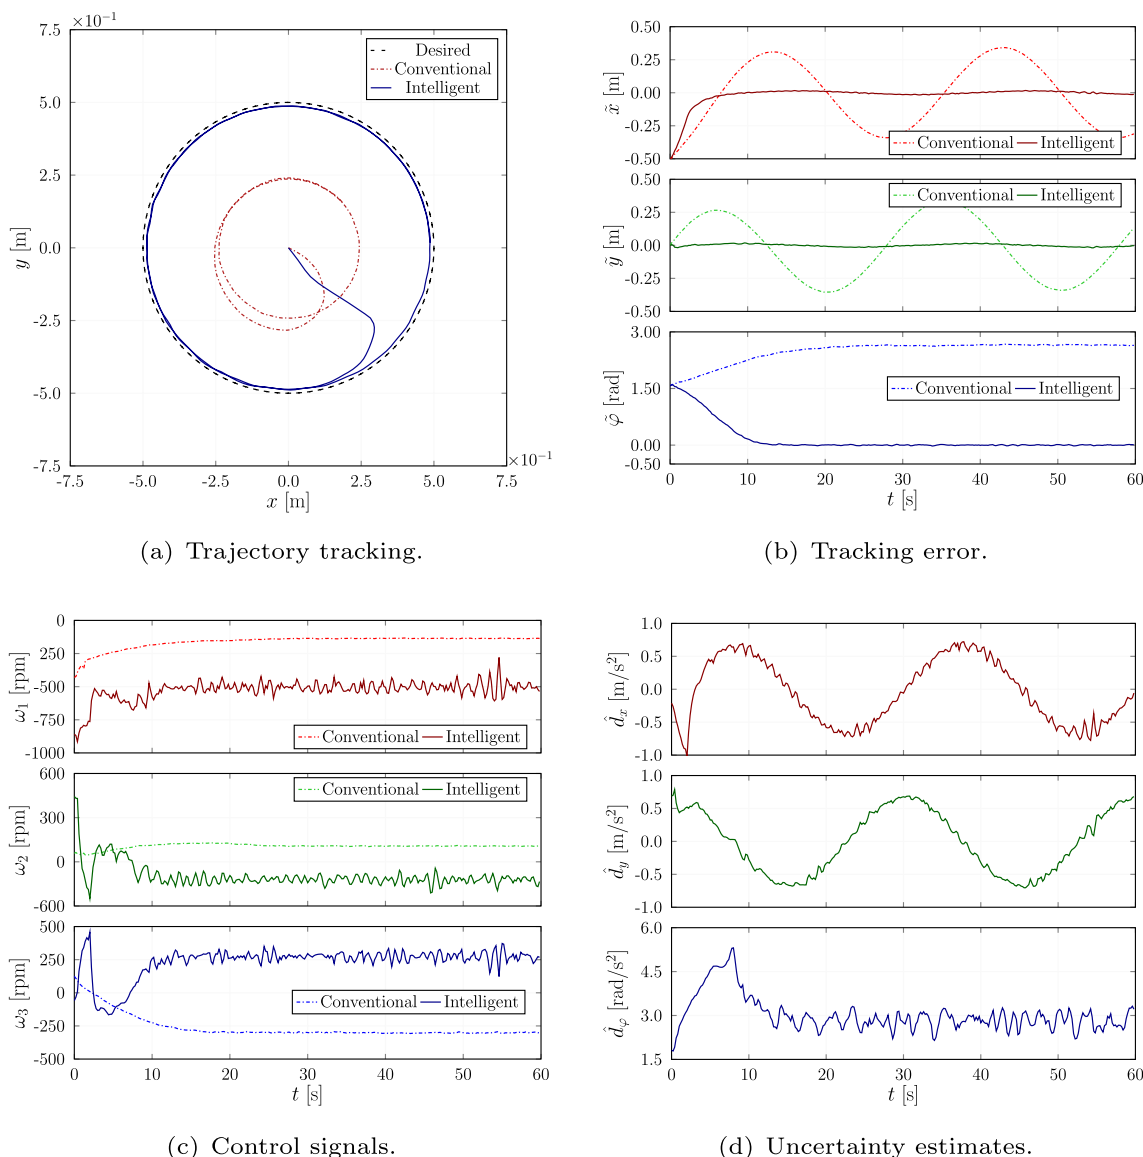 ×10⁻¹
7.5
5.0
2.5
0.0
-2.5
-5.0
-7.5
y [m]
Desired
Conventional
Intelligent
-7.5 -5.0 -2.5 0.0 2.5 5.0 7.5
×10⁻¹
x [m]
(a) Trajectory tracking.
0.50
0.25
0.00
-0.25
-0.50
x̃ [m]
Conventional Intelligent
0.50
0.25
0.00
-0.25
-0.50
ỹ [m]
Conventional Intelligent
3.00
1.50
0.00
-0.50
φ̃ [rad]
Conventional Intelligent
0 10 20 30 40 50 60
t [s]
(b) Tracking error.
0
250
-500
-750
-1000
ω₁ [rpm]
Conventional Intelligent
600
300
0
-600
ω₂ [rpm]
Conventional Intelligent
500
250
0
-250
-500
ω₃ [rpm]
Conventional Intelligent
0 10 20 30 40 50 60
t [s]
(c) Control signals.
1.0
0.5
0.0
-0.5
-1.0
d̂ₓ [m/s²]
1.0
0.5
0.0
-0.5
-1.0
d̂_y [m/s²]
6.0
4.5
3.0
1.5
d̂_φ [rad/s²]
0 10 20 30 40 50 60
t [s]
(d) Uncertainty estimates.